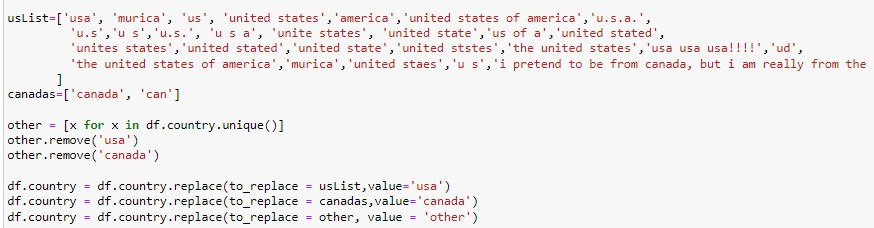 usList=['usa', 'murica', 'us', 'united states','america','united states of america','u.s.a.',
'u.s','u s','u.s.', 'u s a', 'unite states', 'united state','us of a','united stated',
'unites states','united stated','united state','united ststes','the united states','usa usa usa!!!!','ud',
'the united states of america','murica','united staes','u s','i pretend to be from canada, but i am really from the
]
canadas=['canada', 'can']
other = [x for x in df.country.unique()]
other.remove('usa')
other.remove('canada')
df.country = df.country.replace(to_replace = usList,value='usa')
df.country = df.country.replace(to_replace = canadas,value='canada')
df.country = df.country.replace(to_replace = other, value = 'other')